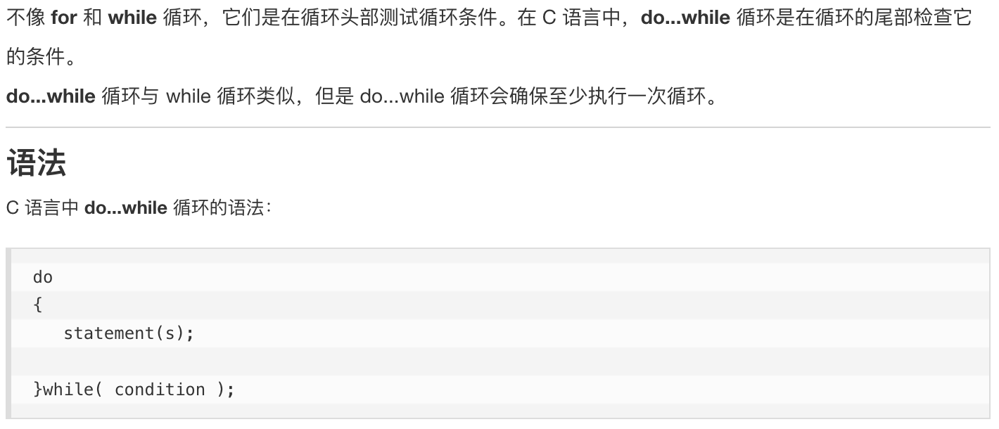 不像 for 和 while 循环，它们是在循环头部测试循环条件。在 C 语言中，do...while 循环是在循环的尾部检查它
的条件。
do...while 循环与 while 循环类似，但是 do...while 循环会确保至少执行一次循环。
语法
C 语言中 do...while 循环的语法：
do
{
   statement(s);
}while( condition );